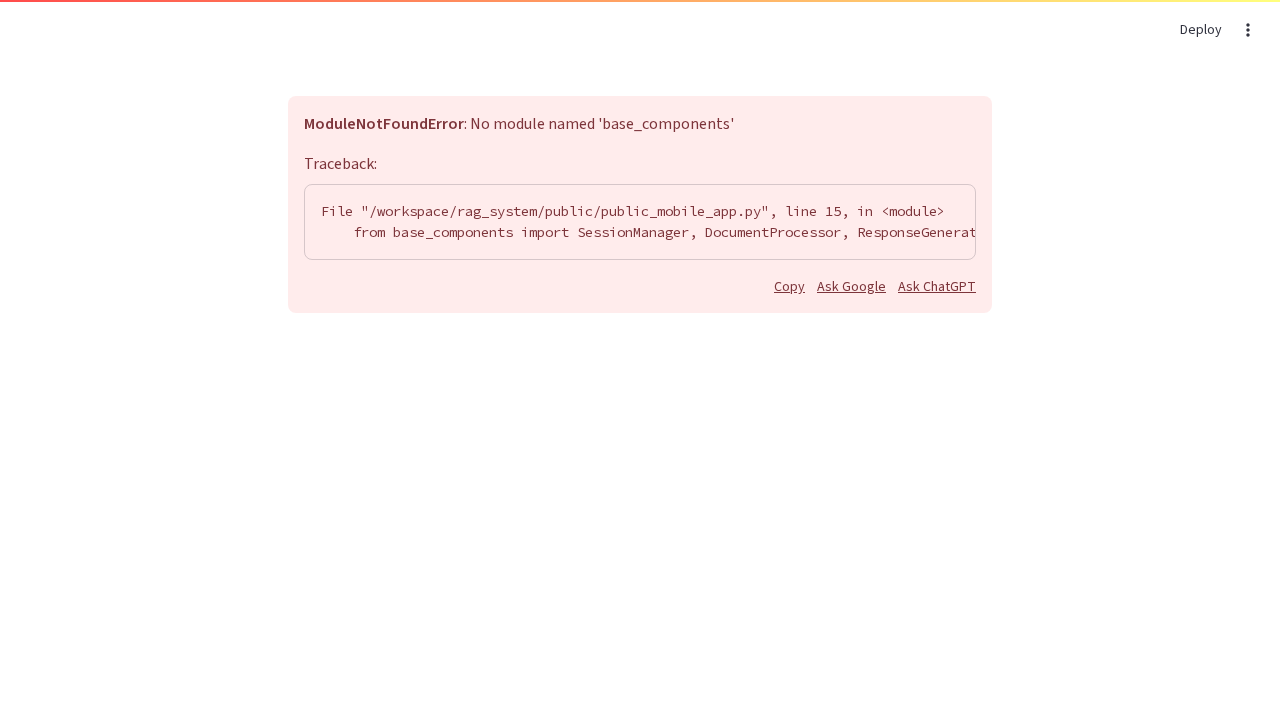 Deploy
ModuleNotFoundError: No module named 'base_components'
Traceback:
File "/workspace/rag_system/public/public_mobile_app.py", line 15, in <module>
    from base_components import SessionManager, DocumentProcessor, ResponseGenerat
Copy Ask Google Ask ChatGPT